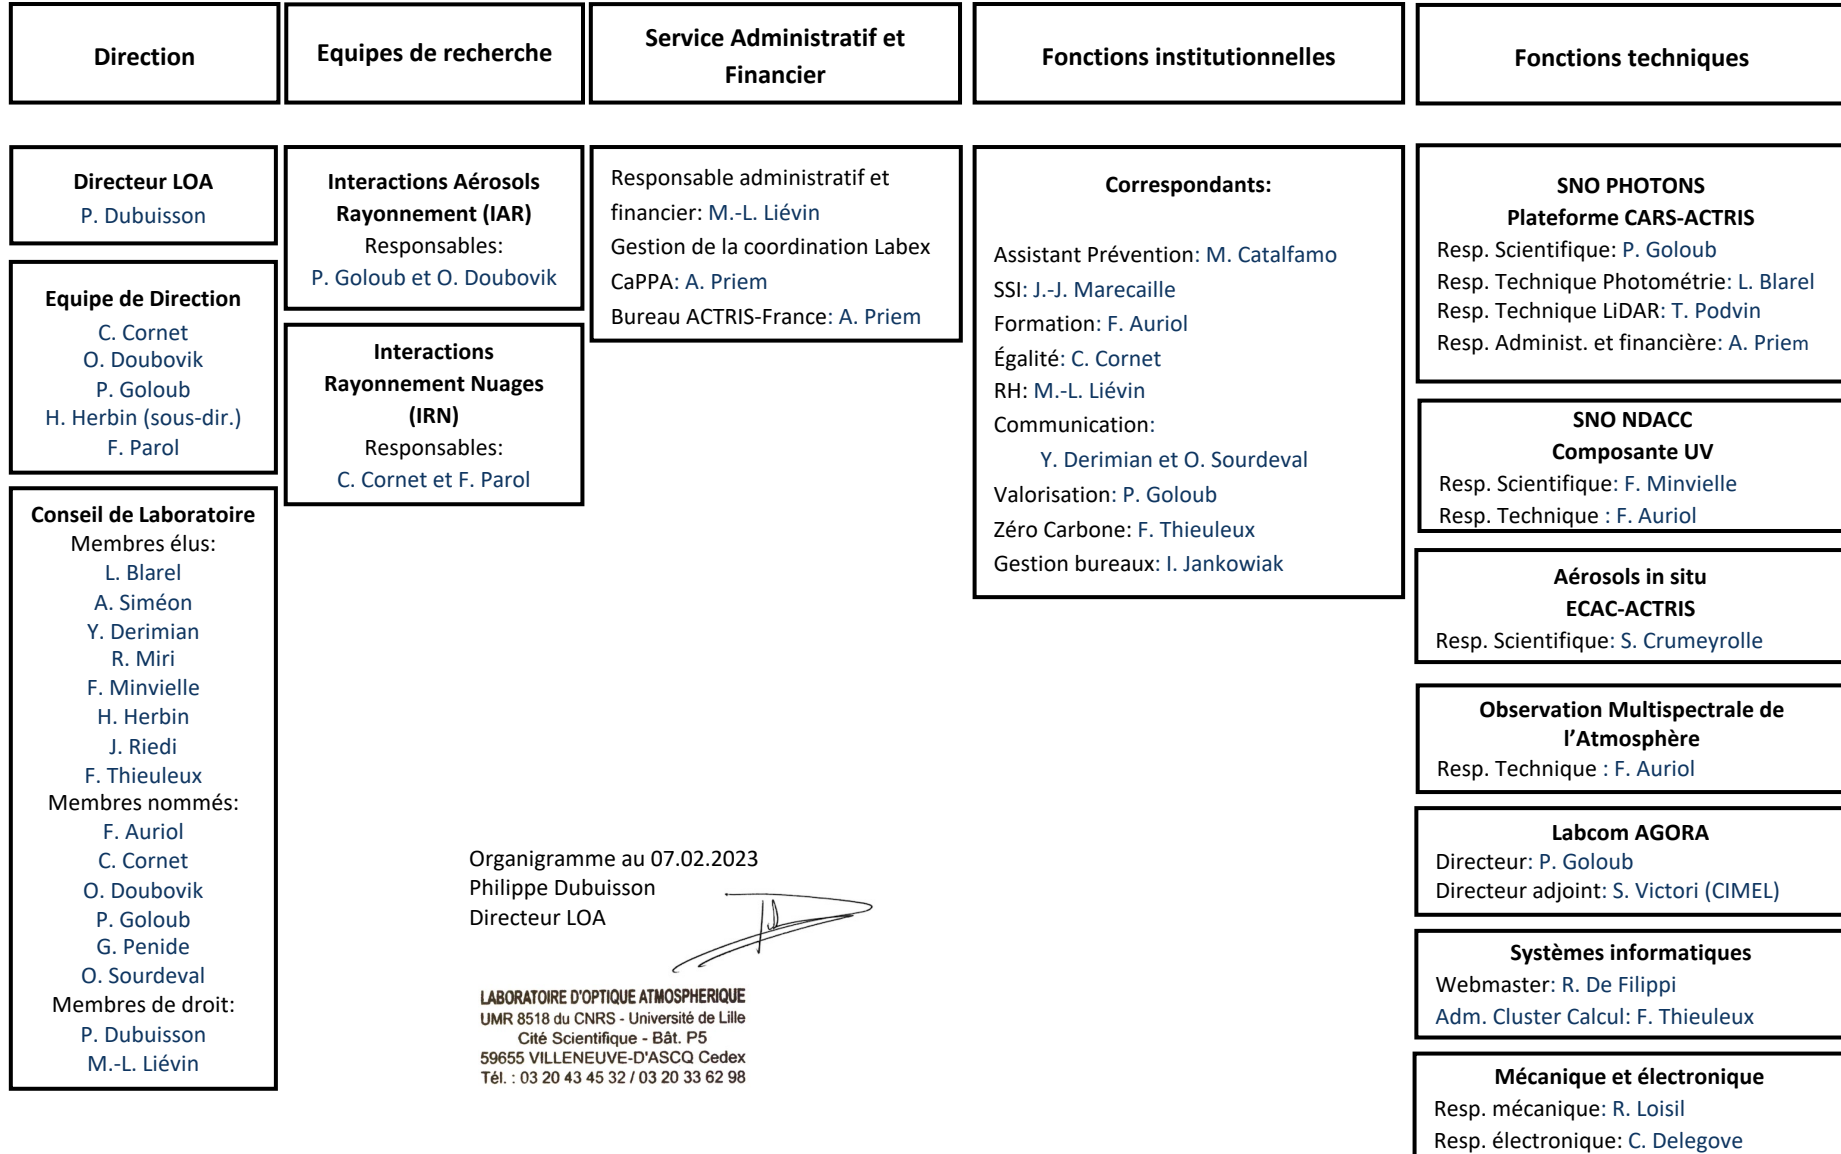 Direction
Equipes de recherche
Service Administratif et
Financier
Fonctions institutionnelles
Fonctions techniques
Directeur LOA
P. Dubuisson
Equipe de Direction
C. Cornet
O. Doubovik
P. Goloub
H. Herbin (sous-dir.)
F. Parol
Conseil de Laboratoire
Membres élus:
L. Blarel
A. Siméon
Y. Derimian
R. Miri
F. Minvielle
H. Herbin
J. Riedi
F. Thieuleux
Membres nommés:
F. Auriol
C. Cornet
O. Doubovik
P. Goloub
G. Penide
O. Sourdeval
Membres de droit:
P. Dubuisson
M.-L. Liévin
Interactions Aérosols
Rayonnement (IAR)
Responsables:
P. Goloub et O. Doubovik
Interactions
Rayonnement Nuages
(IRN)
Responsables:
C. Cornet et F. Parol
Responsable administratif et
financier: M.-L. Liévin
Gestion de la coordination Labex
CaPPA: A. Priem
Bureau ACTRIS-France: A. Priem
Correspondants:
Assistant Prévention: M. Catalfamo
SSI: J.-J. Marecaille
Formation: F. Auriol
Égalité: C. Cornet
RH: M.-L. Liévin
Communication:
Y. Derimian et O. Sourdeval
Valorisation: P. Goloub
Zéro Carbone: F. Thieuleux
Gestion bureaux: I. Jankowiak
SNO PHOTONS
Plateforme CARS-ACTRIS
Resp. Scientifique: P. Goloub
Resp. Technique Photométrie: L. Blarel
Resp. Technique LiDAR: T. Podvin
Resp. Administ. et financière: A. Priem
SNO NDACC
Composante UV
Resp. Scientifique: F. Minvielle
Resp. Technique : F. Auriol
Aérosols in situ
ECAC-ACTRIS
Resp. Scientifique: S. Crumeyrolle
Observation Multispectrale de
l’Atmosphère
Resp. Technique : F. Auriol
Labcom AGORA
Directeur: P. Goloub
Directeur adjoint: S. Victori (CIMEL)
Systèmes informatiques
Webmaster: R. De Filippi
Adm. Cluster Calcul: F. Thieuleux
Mécanique et électronique
Resp. mécanique: R. Loisil
Resp. électronique: C. Delegove
Organigramme au 07.02.2023
Philippe Dubuisson
Directeur LOA
LABORATOIRE D'OPTIQUE ATMOSPHERIQUE
UMR 8518 du CNRS - Université de Lille
Cité Scientifique - Bât. P5
59655 VILLENEUVE-D'ASCQ Cedex
Tél. : 03 20 43 45 32 / 03 20 33 62 98